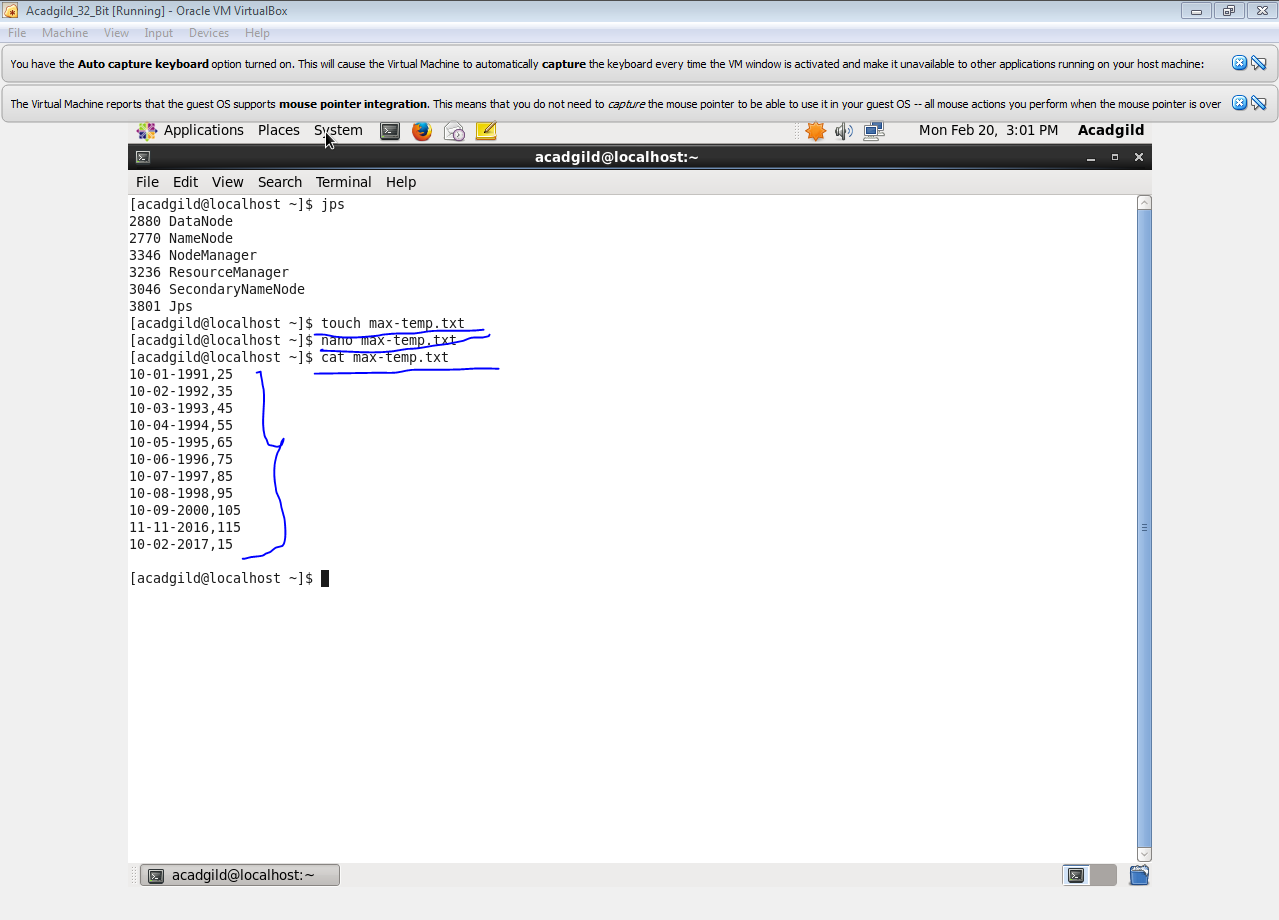 Acadgild_32_Bit [Running] - Oracle VM VirtualBox
File Machine View Input Devices Help
You have the Auto capture keyboard option turned on. This will cause the Virtual Machine to automatically capture the keyboard every time the VM window is activated and make it unavailable to other applications running on your host machine:
The Virtual Machine reports that the guest OS supports mouse pointer integration. This means that you do not need to capture the mouse pointer to be able to use it in your guest OS -- all mouse actions you perform when the mouse pointer is over
Applications Places System Mon Feb 20, 3:01 PM Acadgild
acadgild@localhost:~
File Edit View Search Terminal Help
[acadgild@localhost ~]$ jps
2880 DataNode
2770 NameNode
3346 NodeManager
3236 ResourceManager
3046 SecondaryNameNode
3801 Jps
[acadgild@localhost ~]$ touch max-temp.txt
[acadgild@localhost ~]$ nano max-temp.txt
[acadgild@localhost ~]$ cat max-temp.txt
10-01-1991,25
10-02-1992,35
10-03-1993,45
10-04-1994,55
10-05-1995,65
10-06-1996,75
10-07-1997,85
10-08-1998,95
10-09-2000,105
11-11-2016,115
10-02-2017,15
[acadgild@localhost ~]$
acadgild@localhost:~